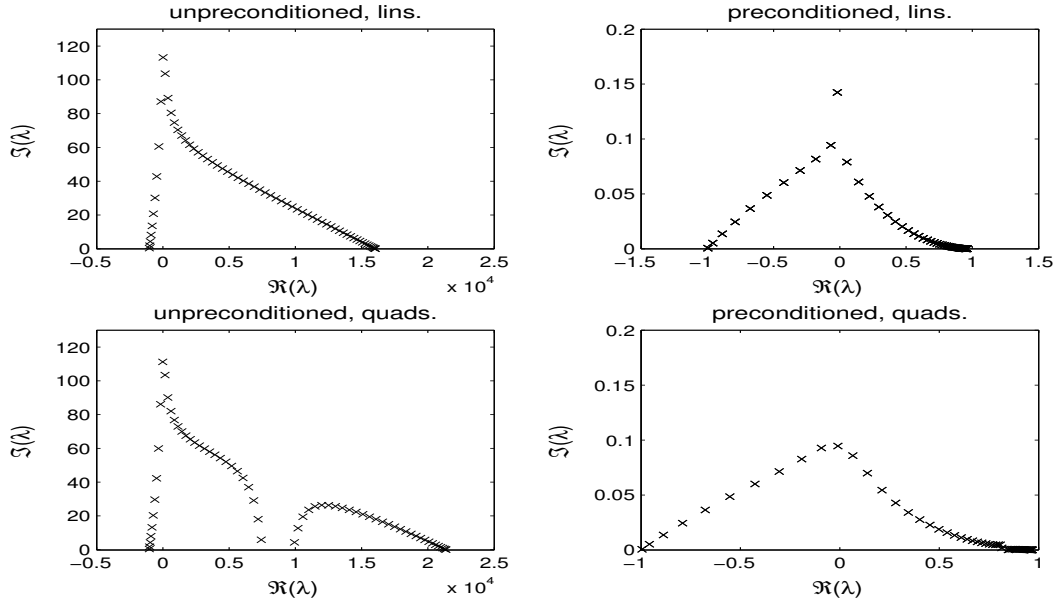 unpreconditioned, lins.
120
100
80
60
40
20
0
ℑ(λ)
−0.5 0 0.5 1 1.5 2 2.5
ℜ(λ)
x 10^4
preconditioned, lins.
0.2
0.15
0.1
0.05
0
ℑ(λ)
−1.5 −1 −0.5 0 0.5 1 1.5
ℜ(λ)
unpreconditioned, quads.
120
100
80
60
40
20
0
ℑ(λ)
−0.5 0 0.5 1 1.5 2 2.5
ℜ(λ)
x 10^4
preconditioned, quads.
0.2
0.15
0.1
0.05
0
ℑ(λ)
−1 −0.5 0 0.5 1
ℜ(λ)